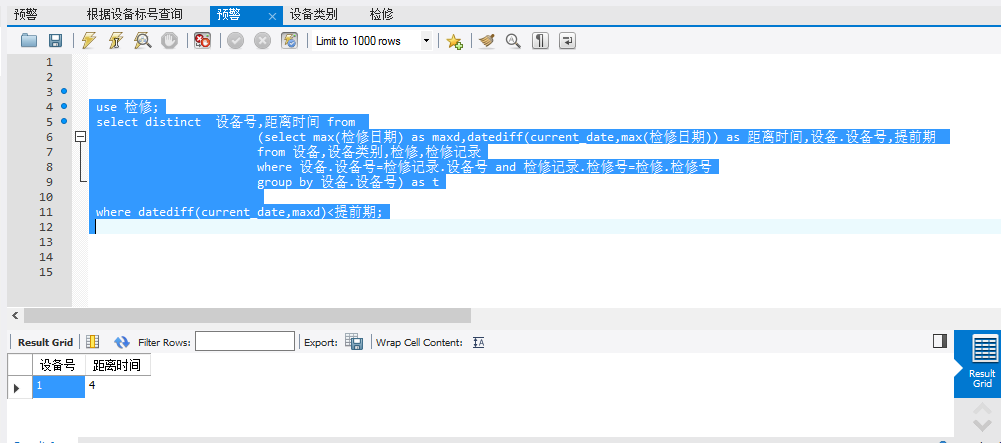 预警 根据设备标号查询 预警 × 设备类别 检修
Limit to 1000 rows
1
2
3
4 use 检修;
5 select distinct 设备号,距离时间 from
6 (select max(检修日期) as maxd,datediff(current_date,max(检修日期)) as 距离时间,设备.设备号,提前期
7 from 设备,设备类别,检修,检修记录
8 where 设备.设备号=检修记录.设备号 and 检修记录.检修号=检修.检修号
9 group by 设备.设备号) as t
10
11 where datediff(current_date,maxd)<提前期;
12
13
14
15
Result Grid Filter Rows: Export: Wrap Cell Content:
设备号 距离时间
1 4
Result
Grid